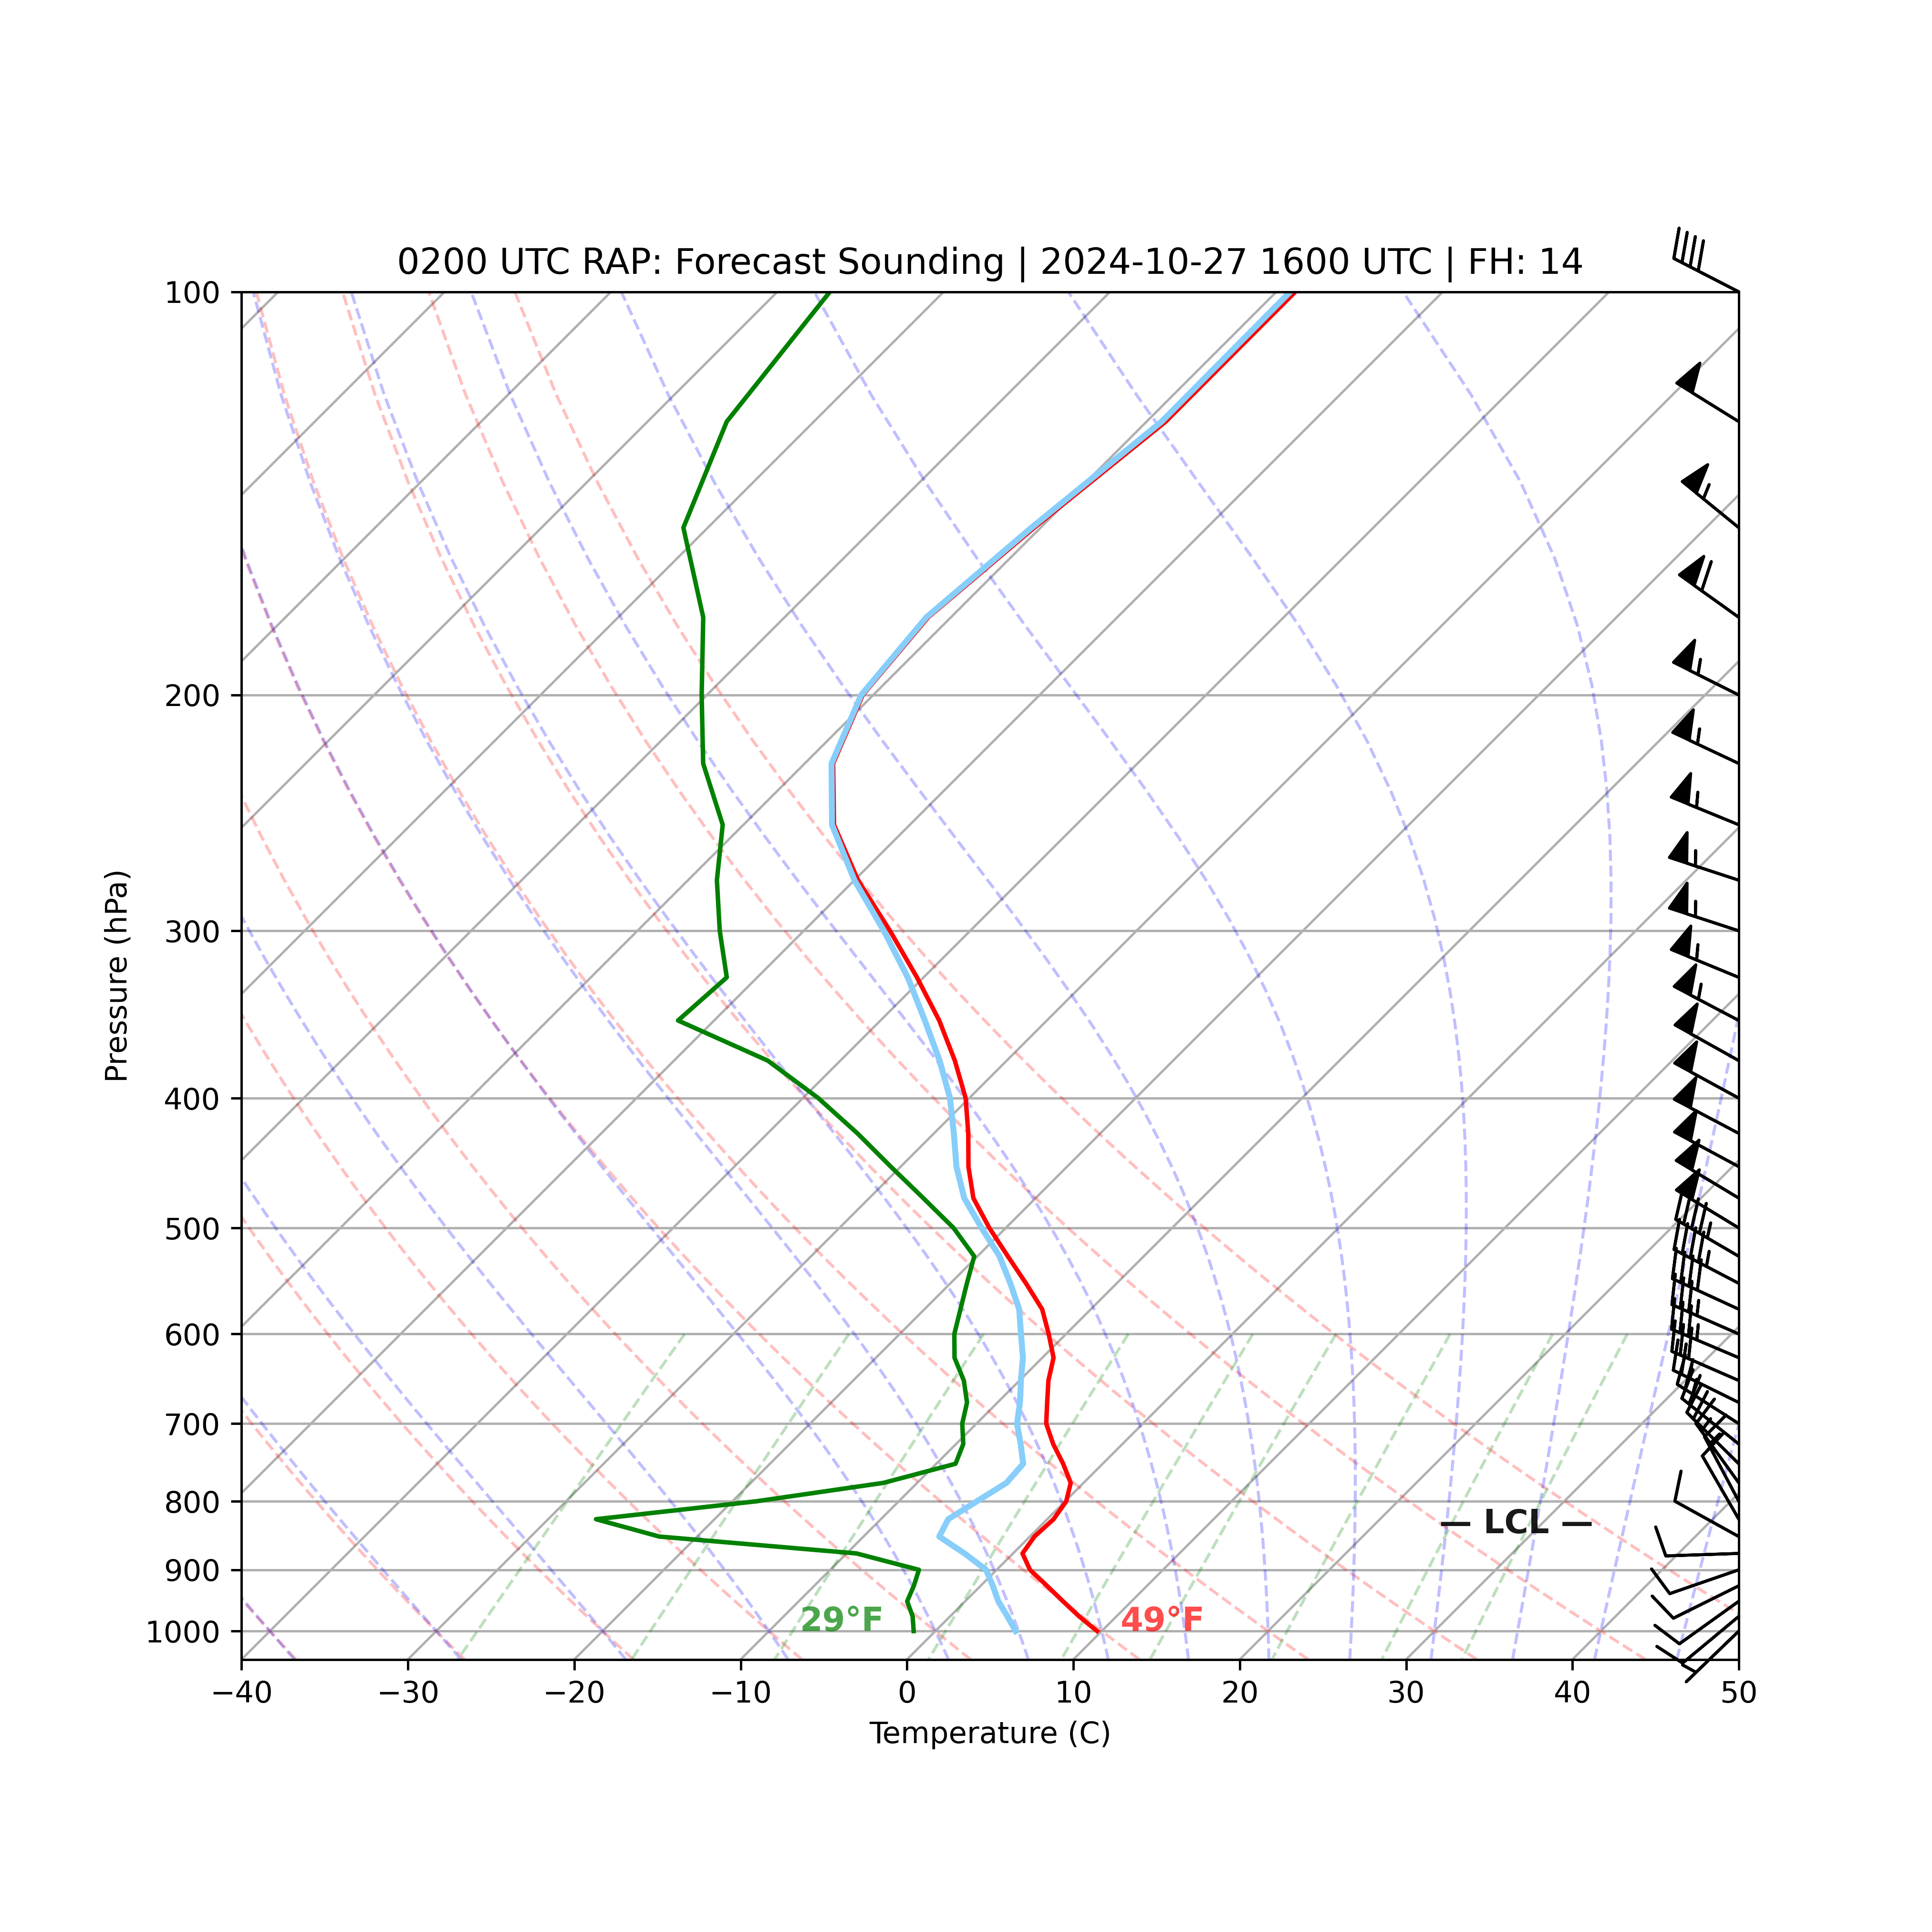 0200 UTC RAP: Forecast Sounding | 2024-10-27 1600 UTC | FH: 14
100
200
300
400
500
600
700
800
900
1000
Pressure (hPa)
— LCL —
29°F
49°F
−40 −30 −20 −10 0 10 20 30 40 50
Temperature (C)